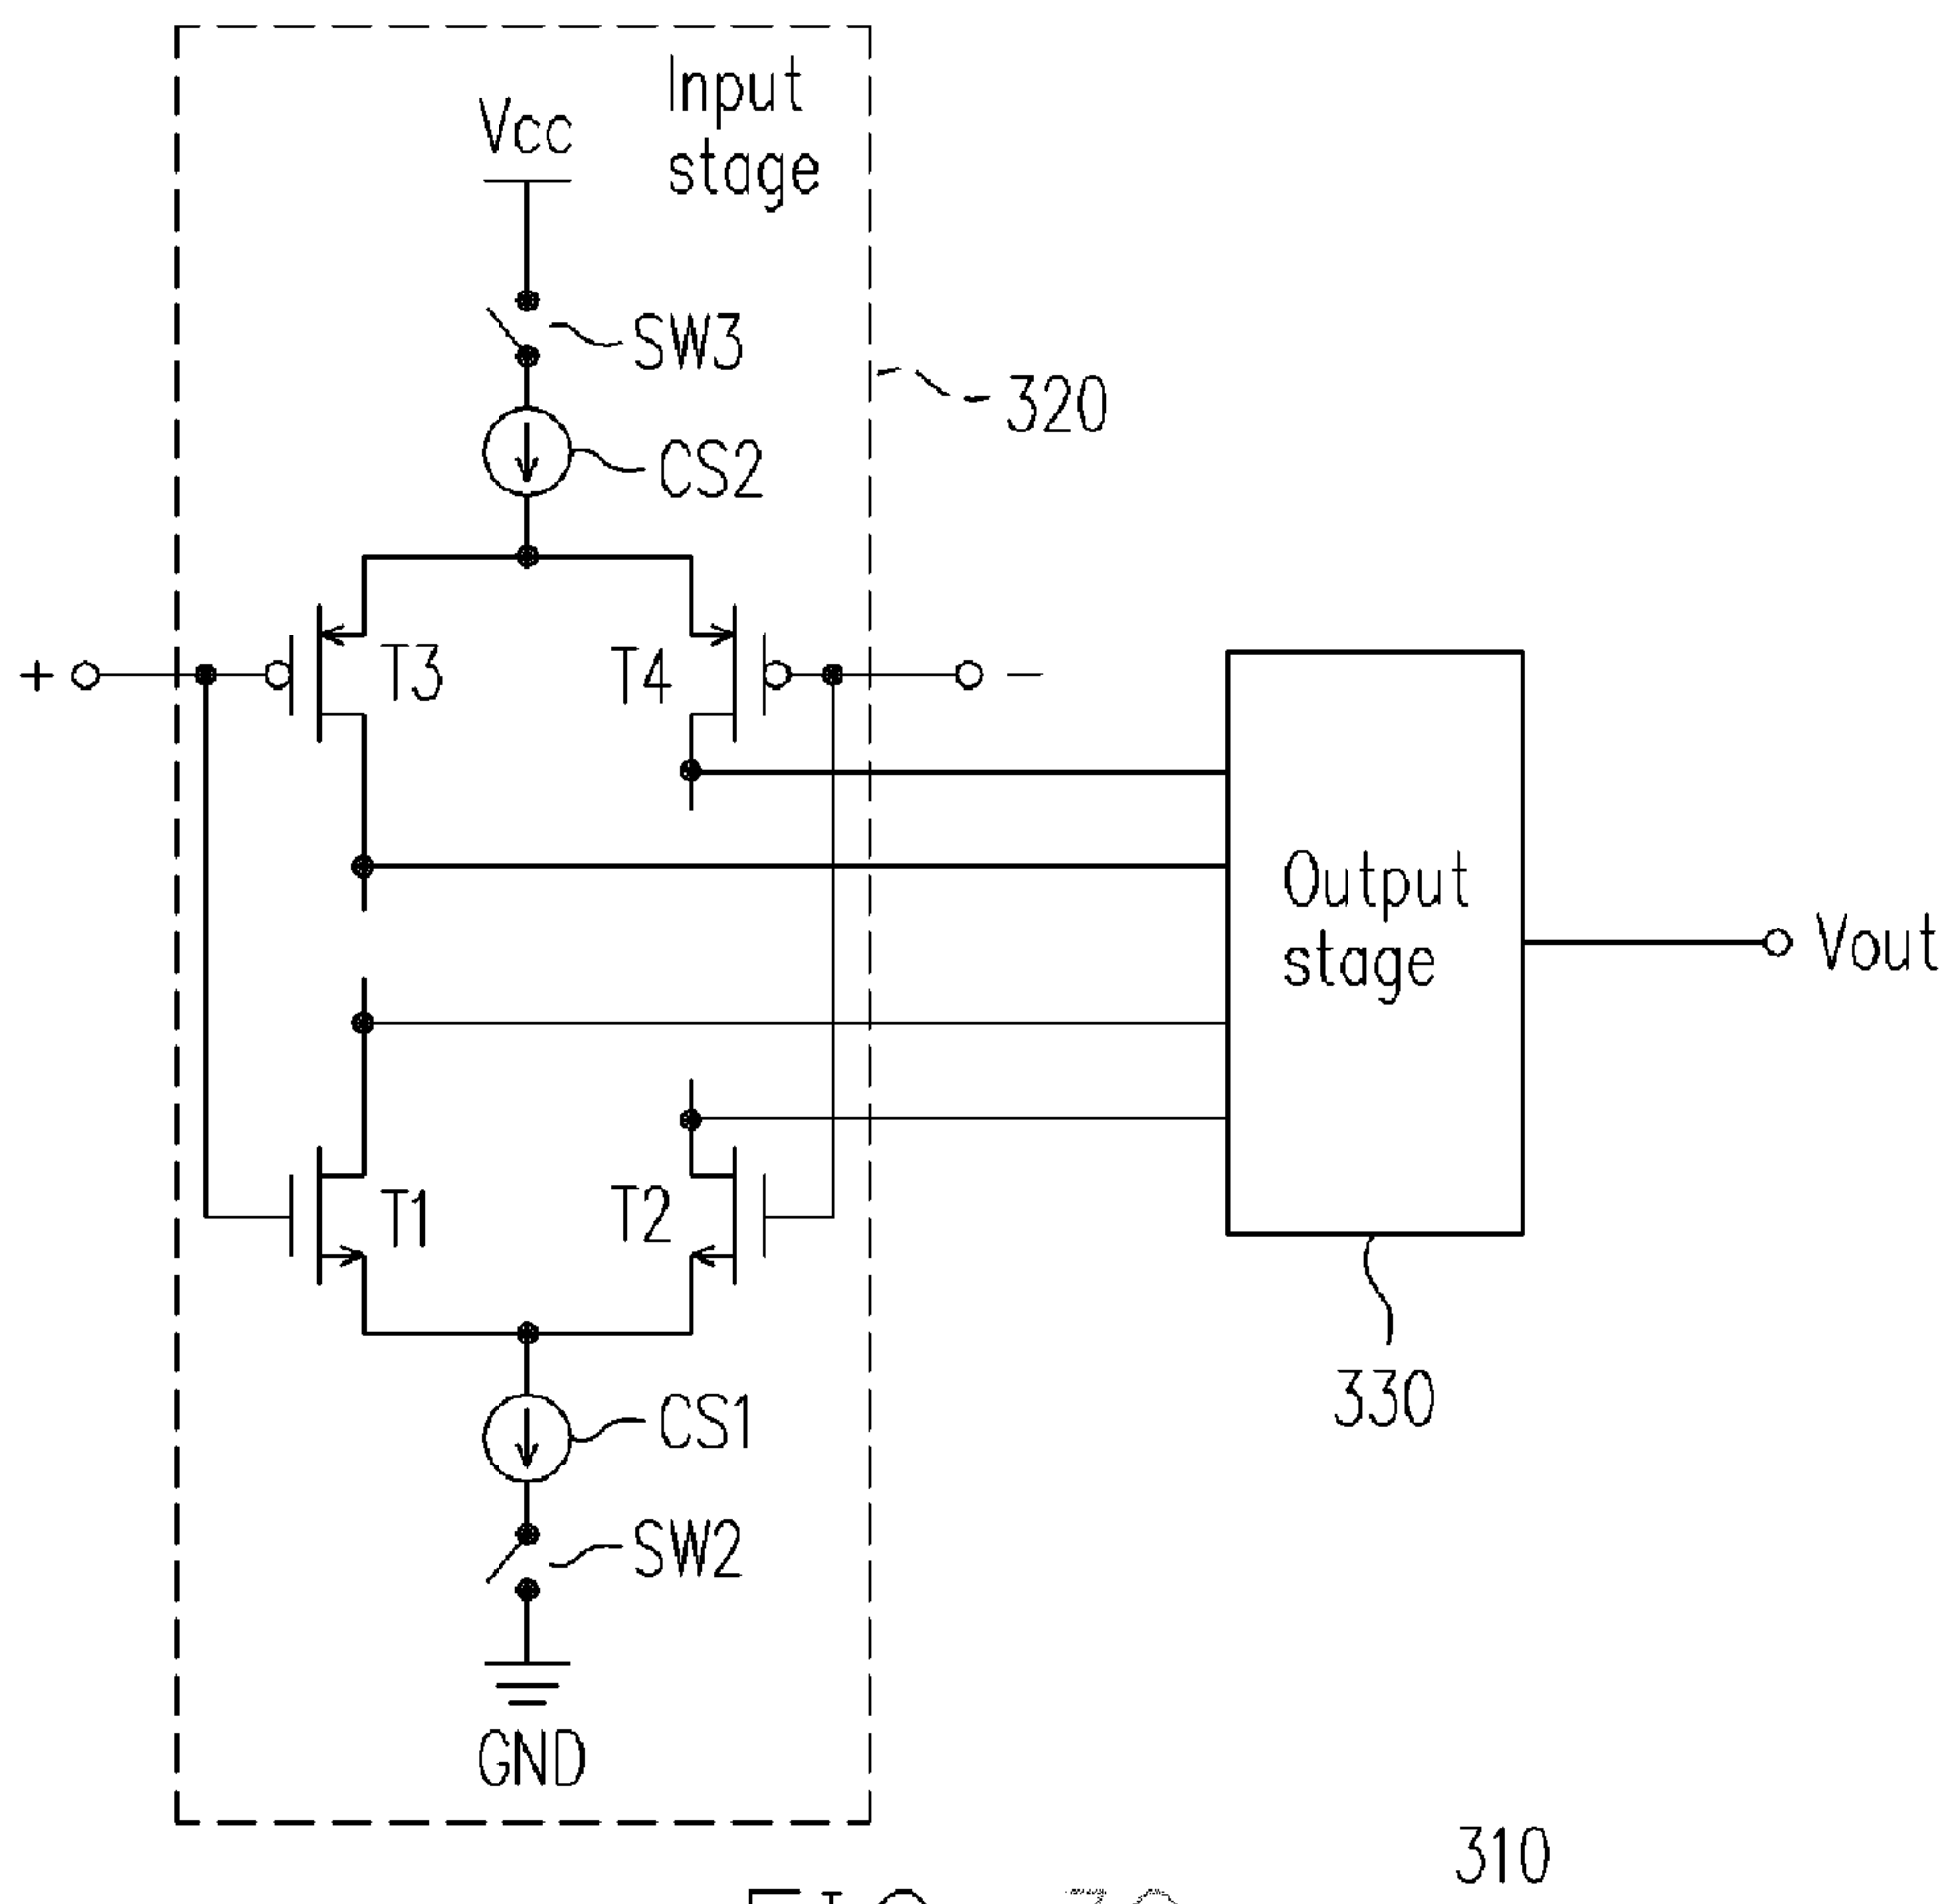 Input
stage
Vcc
SW3
320
CS2
+
T3
T4
−
Output
stage
Vout
T1
T2
330
CS1
SW2
GND
310